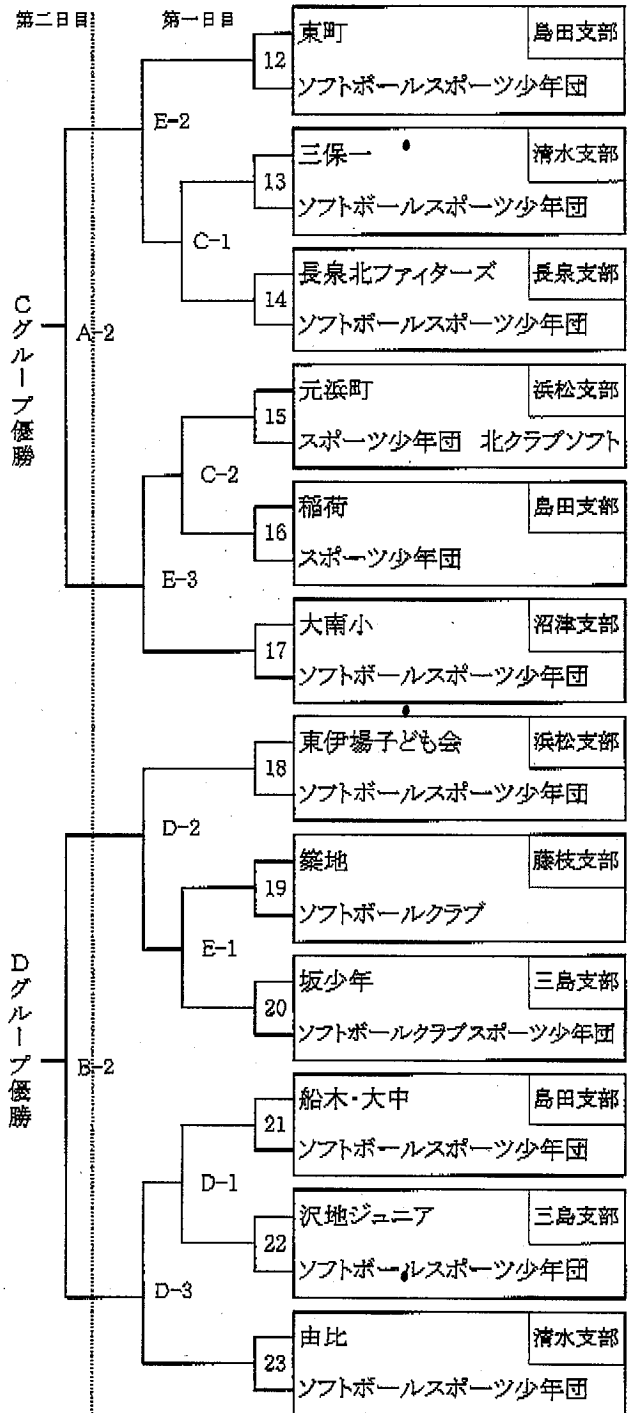 第二日目 第一日目
12 東町 島田支部
ソフトボールスポーツ少年団
E-2
13 三保一 清水支部
ソフトボールスポーツ少年団
C-1
14 長泉北ファイターズ 長泉支部
ソフトボールスポーツ少年団
Cグループ優勝
A-2
15 元浜町 浜松支部
スポーツ少年団 北クラブソフト
C-2
16 稲荷 島田支部
スポーツ少年団
E-3
17 大南小 沼津支部
ソフトボールスポーツ少年団
18 東伊場子ども会 浜松支部
ソフトボールスポーツ少年団
D-2
19 築地 藤枝支部
ソフトボールクラブ
E-1
20 坂少年 三島支部
ソフトボールクラブスポーツ少年団
Dグループ優勝
B-2
21 船木・大中 島田支部
ソフトボールスポーツ少年団
D-1
22 沢地ジュニア 三島支部
ソフトボールスポーツ少年団
D-3
23 由比 清水支部
ソフトボールスポーツ少年団